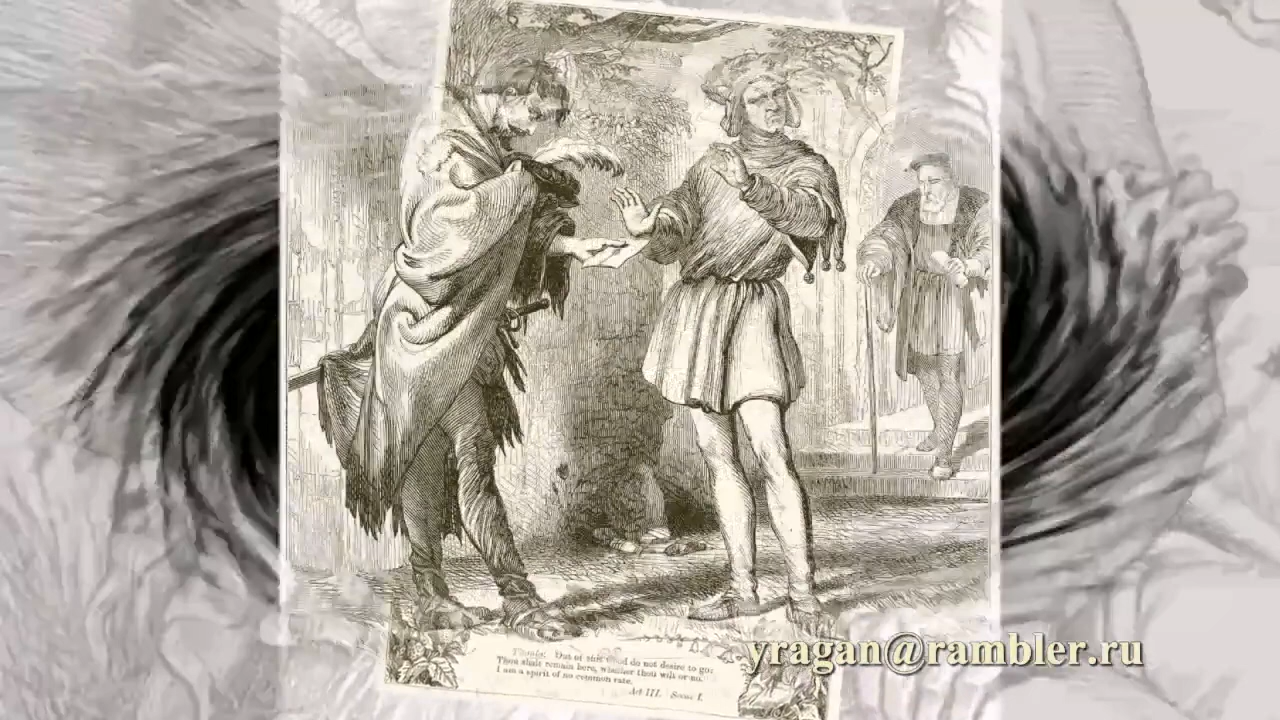 Out of this wood do not desire to go:
Thou shalt remain here, whether thou wilt or no.
I am a spirit of no common rate.
Act III. Scene I.
yragan@rambler.ru